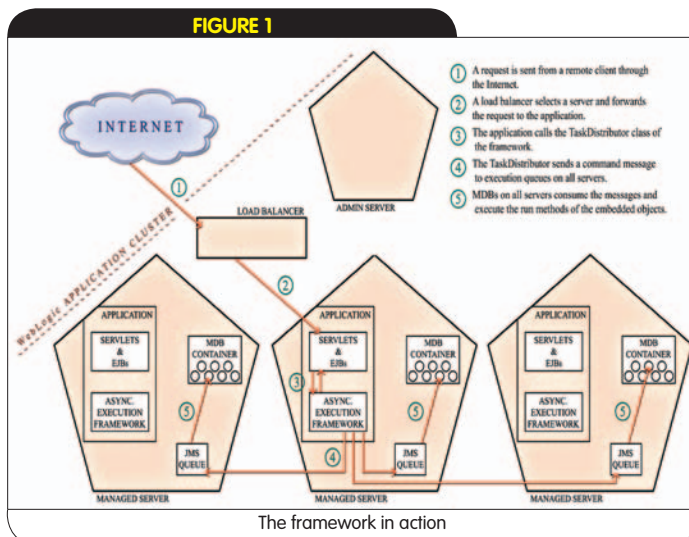 FIGURE 1
INTERNET
WebLogic APPLICATION CLUSTER
1
LOAD BALANCER
ADMIN SERVER
1 A request is sent from a remote client through
the Internet.
2 A load balancer selects a server and forwards
the request to the application.
3 The application calls the TaskDistributor class of
the framework.
4 The TaskDistributor sends a command message
to execution queues on all servers.
5 MDBs on all servers consume the messages and
execute the run methods of the embedded objects.
2
APPLICATION
SERVLETS
&
EJBs
ASYNC.
EXECUTION
FRAMEWORK
MDB
CONTAINER
5
JMS
QUEUE
MANAGED SERVER
APPLICATION
SERVLETS
&
EJBs
3
ASYNC.
EXECUTION
FRAMEWORK
4
MDB
CONTAINER
5
JMS
QUEUE
MANAGED SERVER
APPLICATION
SERVLETS
&
EJBs
ASYNC.
EXECUTION
FRAMEWORK
MDB
CONTAINER
5
JMS
QUEUE
MANAGED SERVER
The framework in action